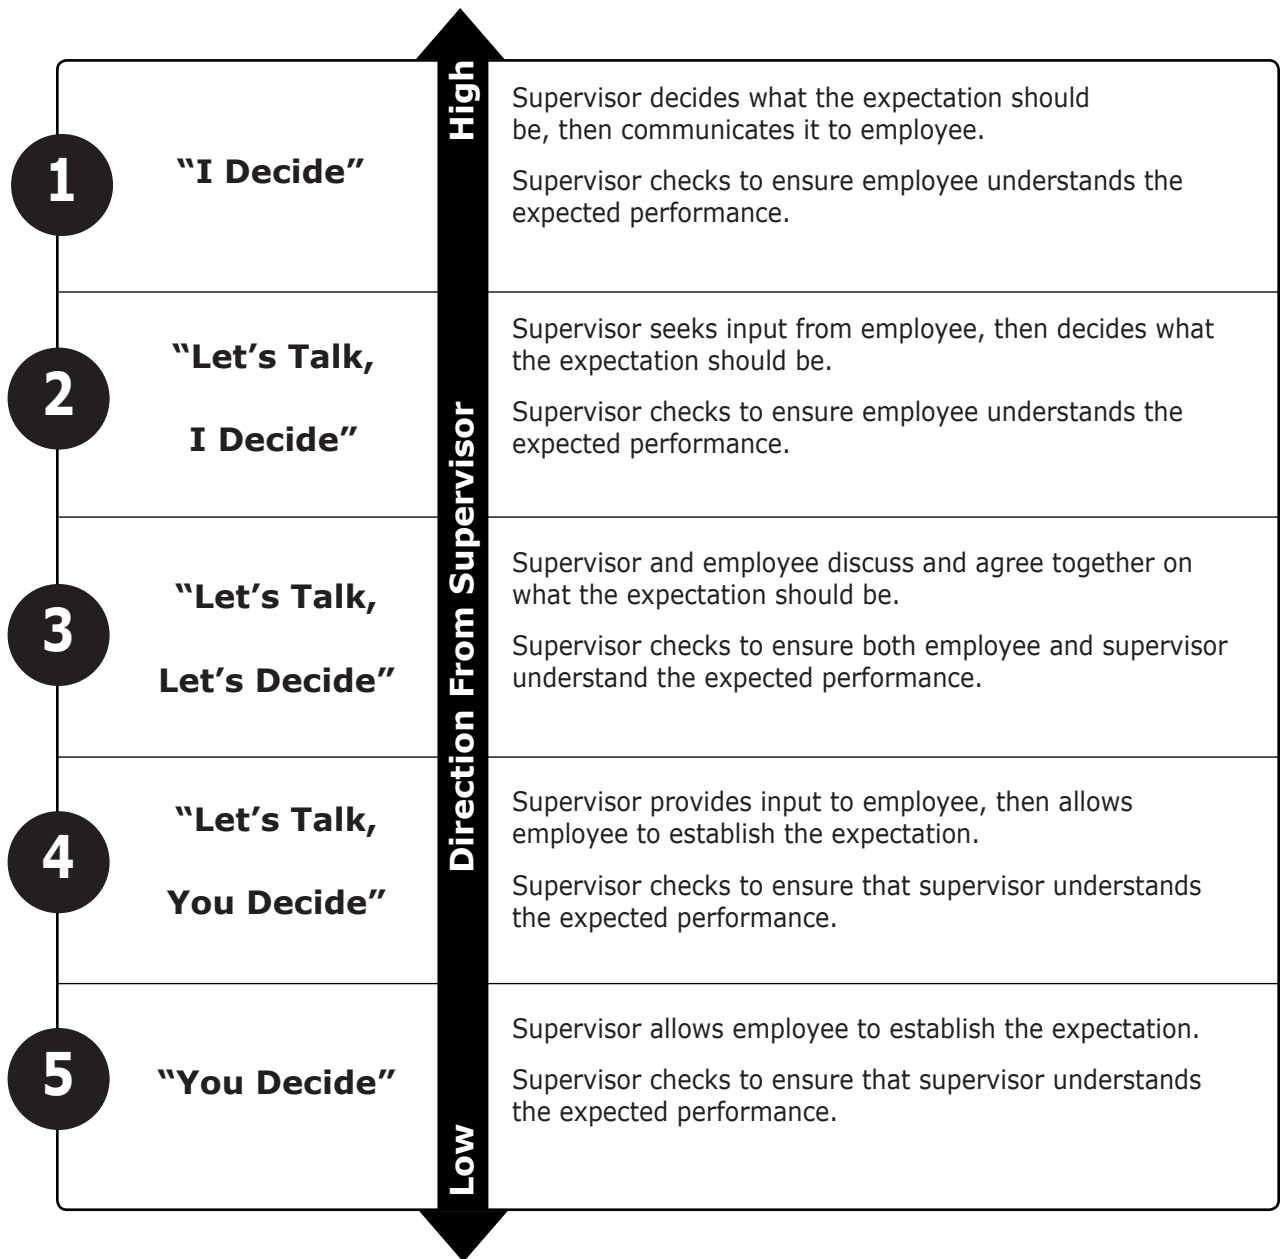 High
1
“I Decide”
Supervisor decides what the expectation should
be, then communicates it to employee.
Supervisor checks to ensure employee understands the
expected performance.
2
“Let’s Talk,
I Decide”
Supervisor seeks input from employee, then decides what
the expectation should be.
Supervisor checks to ensure employee understands the
expected performance.
Direction From Supervisor
3
“Let’s Talk,
Let’s Decide”
Supervisor and employee discuss and agree together on
what the expectation should be.
Supervisor checks to ensure both employee and supervisor
understand the expected performance.
4
“Let’s Talk,
You Decide”
Supervisor provides input to employee, then allows
employee to establish the expectation.
Supervisor checks to ensure that supervisor understands
the expected performance.
5
“You Decide”
Supervisor allows employee to establish the expectation.
Supervisor checks to ensure that supervisor understands
the expected performance.
Low